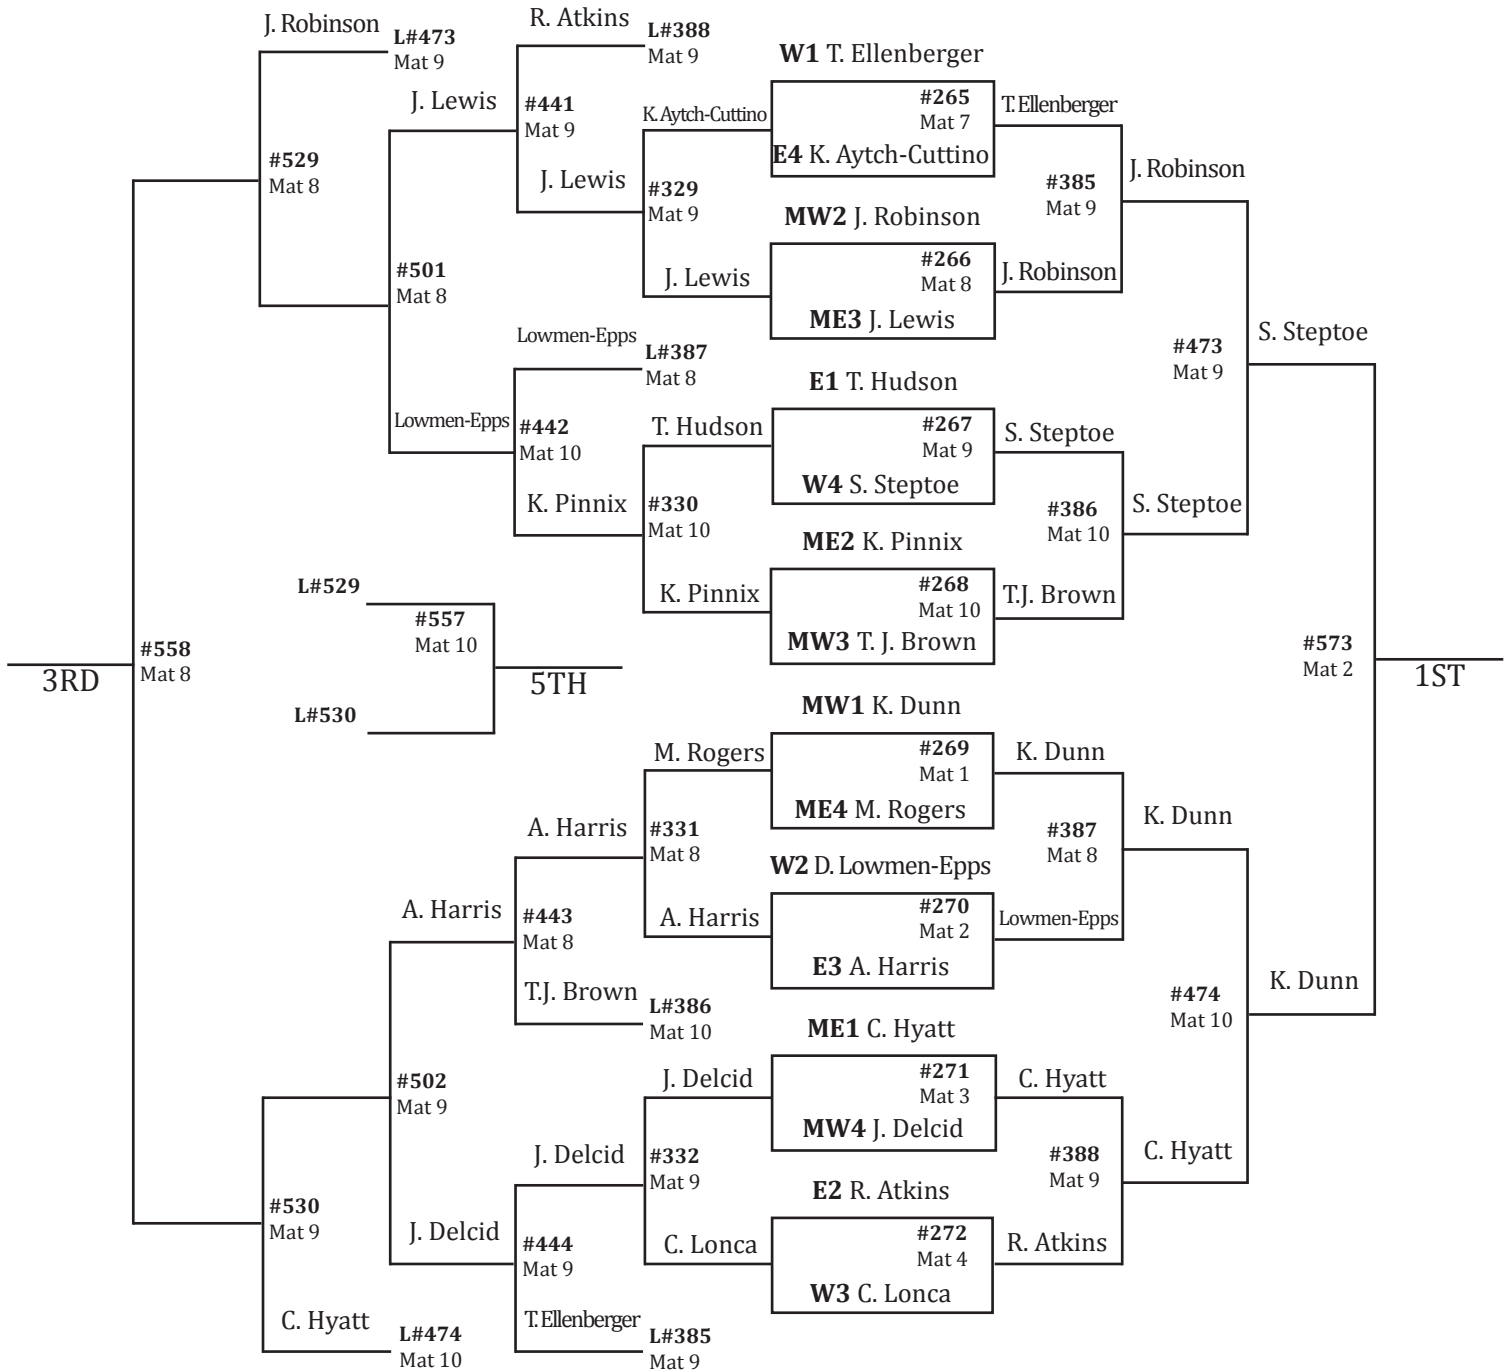 J. Robinson
L#473
Mat 9
R. Atkins
L#388
Mat 9
J. Lewis
#441
Mat 9
J. Lewis
#529
Mat 8
#501
Mat 8
K. Aytch-Cuttino
#329
Mat 9
J. Lewis
Lowmen-Epps
L#387
Mat 8
Lowmen-Epps
#442
Mat 10
K. Pinnix
T. Hudson
#330
Mat 10
K. Pinnix
W1 T. Ellenberger
#265
Mat 7
E4 K. Aytch-Cuttino
MW2 J. Robinson
#266
Mat 8
ME3 J. Lewis
E1 T. Hudson
#267
Mat 9
W4 S. Steptoe
ME2 K. Pinnix
#268
Mat 10
MW3 T. J. Brown
T. Ellenberger
#385
Mat 9
J. Robinson
J. Robinson
S. Steptoe
#386
Mat 10
T.J. Brown
S. Steptoe
#473
Mat 9
S. Steptoe
L#529
#557
Mat 10
L#530
5TH
#558
Mat 8
3RD
#573
Mat 2
1ST
MW1 K. Dunn
#269
Mat 1
ME4 M. Rogers
W2 D. Lowmen-Epps
#270
Mat 2
E3 A. Harris
ME1 C. Hyatt
#271
Mat 3
MW4 J. Delcid
E2 R. Atkins
#272
Mat 4
W3 C. Lonca
K. Dunn
#387
Mat 8
Lowmen-Epps
K. Dunn
C. Hyatt
#388
Mat 9
R. Atkins
C. Hyatt
#474
Mat 10
K. Dunn
M. Rogers
#331
Mat 8
A. Harris
A. Harris
#443
Mat 8
T.J. Brown
L#386
Mat 10
A. Harris
#502
Mat 9
J. Delcid
#332
Mat 9
C. Lonca
J. Delcid
#444
Mat 9
T. Ellenberger
L#385
Mat 9
J. Delcid
#530
Mat 9
C. Hyatt
L#474
Mat 10